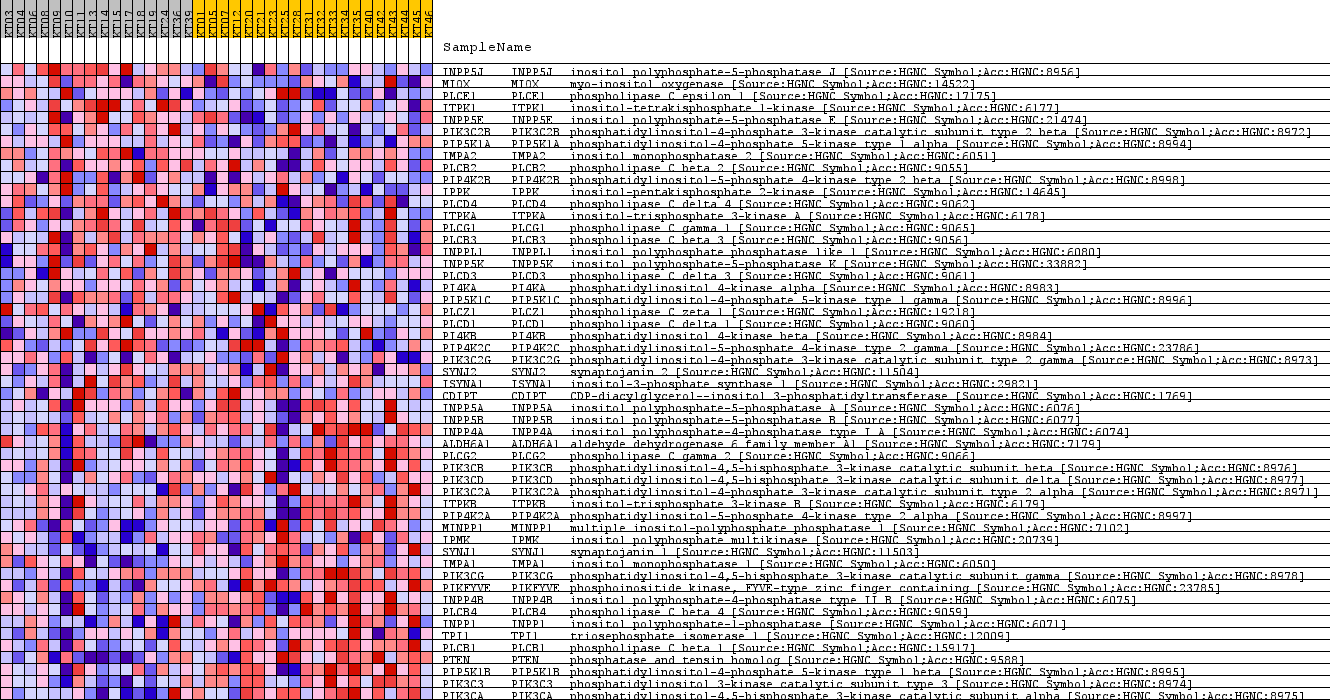 KT03 KT04 KT06 KT08 KT09 KT10 KT11 KT13 KT14 KT15 KT17 KT18 KT19 KT24 KT36 KT39 KT01 KT05 KT07 KT12 KT20 KT21 KT23 KT25 KT28 KT31 KT32 KT33 KT34 KT35 KT40 KT42 KT43 KT44 KT45 KT46
SampleName
INPP5J INPP5J inositol polyphosphate-5-phosphatase J [Source:HGNC Symbol;Acc:HGNC:8956]
MIOX MIOX myo-inositol oxygenase [Source:HGNC Symbol;Acc:HGNC:14522]
PLCE1 PLCE1 phospholipase C epsilon 1 [Source:HGNC Symbol;Acc:HGNC:17175]
ITPK1 ITPK1 inositol-tetrakisphosphate 1-kinase [Source:HGNC Symbol;Acc:HGNC:6177]
INPP5E INPP5E inositol polyphosphate-5-phosphatase E [Source:HGNC Symbol;Acc:HGNC:21474]
PIK3C2B PIK3C2B phosphatidylinositol-4-phosphate 3-kinase catalytic subunit type 2 beta [Source:HGNC Symbol;Acc:HGNC:8972]
PIP5K1A PIP5K1A phosphatidylinositol-4-phosphate 5-kinase type 1 alpha [Source:HGNC Symbol;Acc:HGNC:8994]
IMPA2 IMPA2 inositol monophosphatase 2 [Source:HGNC Symbol;Acc:HGNC:6051]
PLCB2 PLCB2 phospholipase C beta 2 [Source:HGNC Symbol;Acc:HGNC:9055]
PIP4K2B PIP4K2B phosphatidylinositol-5-phosphate 4-kinase type 2 beta [Source:HGNC Symbol;Acc:HGNC:8998]
IPPK IPPK inositol-pentakisphosphate 2-kinase [Source:HGNC Symbol;Acc:HGNC:14645]
PLCD4 PLCD4 phospholipase C delta 4 [Source:HGNC Symbol;Acc:HGNC:9062]
ITPKA ITPKA inositol-trisphosphate 3-kinase A [Source:HGNC Symbol;Acc:HGNC:6178]
PLCG1 PLCG1 phospholipase C gamma 1 [Source:HGNC Symbol;Acc:HGNC:9065]
PLCB3 PLCB3 phospholipase C beta 3 [Source:HGNC Symbol;Acc:HGNC:9056]
INPPL1 INPPL1 inositol polyphosphate phosphatase like 1 [Source:HGNC Symbol;Acc:HGNC:6080]
INPP5K INPP5K inositol polyphosphate-5-phosphatase K [Source:HGNC Symbol;Acc:HGNC:33882]
PLCD3 PLCD3 phospholipase C delta 3 [Source:HGNC Symbol;Acc:HGNC:9061]
PI4KA PI4KA phosphatidylinositol 4-kinase alpha [Source:HGNC Symbol;Acc:HGNC:8983]
PIP5K1C PIP5K1C phosphatidylinositol-4-phosphate 5-kinase type 1 gamma [Source:HGNC Symbol;Acc:HGNC:8996]
PLCZ1 PLCZ1 phospholipase C zeta 1 [Source:HGNC Symbol;Acc:HGNC:19218]
PLCD1 PLCD1 phospholipase C delta 1 [Source:HGNC Symbol;Acc:HGNC:9060]
PI4KB PI4KB phosphatidylinositol 4-kinase beta [Source:HGNC Symbol;Acc:HGNC:8984]
PIP4K2C PIP4K2C phosphatidylinositol-5-phosphate 4-kinase type 2 gamma [Source:HGNC Symbol;Acc:HGNC:23786]
PIK3C2G PIK3C2G phosphatidylinositol-4-phosphate 3-kinase catalytic subunit type 2 gamma [Source:HGNC Symbol;Acc:HGNC:8973]
SYNJ2 SYNJ2 synaptojanin 2 [Source:HGNC Symbol;Acc:HGNC:11504]
ISYNA1 ISYNA1 inositol-3-phosphate synthase 1 [Source:HGNC Symbol;Acc:HGNC:29821]
CDIPT CDIPT CDP-diacylglycerol--inositol 3-phosphatidyltransferase [Source:HGNC Symbol;Acc:HGNC:1769]
INPP5A INPP5A inositol polyphosphate-5-phosphatase A [Source:HGNC Symbol;Acc:HGNC:6076]
INPP5B INPP5B inositol polyphosphate-5-phosphatase B [Source:HGNC Symbol;Acc:HGNC:6077]
INPP4A INPP4A inositol polyphosphate-4-phosphatase type I A [Source:HGNC Symbol;Acc:HGNC:6074]
ALDH6A1 ALDH6A1 aldehyde dehydrogenase 6 family member A1 [Source:HGNC Symbol;Acc:HGNC:7179]
PLCG2 PLCG2 phospholipase C gamma 2 [Source:HGNC Symbol;Acc:HGNC:9066]
PIK3CB PIK3CB phosphatidylinositol-4,5-bisphosphate 3-kinase catalytic subunit beta [Source:HGNC Symbol;Acc:HGNC:8976]
PIK3CD PIK3CD phosphatidylinositol-4,5-bisphosphate 3-kinase catalytic subunit delta [Source:HGNC Symbol;Acc:HGNC:8977]
PIK3C2A PIK3C2A phosphatidylinositol-4-phosphate 3-kinase catalytic subunit type 2 alpha [Source:HGNC Symbol;Acc:HGNC:8971]
ITPKB ITPKB inositol-trisphosphate 3-kinase B [Source:HGNC Symbol;Acc:HGNC:6179]
PIP4K2A PIP4K2A phosphatidylinositol-5-phosphate 4-kinase type 2 alpha [Source:HGNC Symbol;Acc:HGNC:8997]
MINPP1 MINPP1 multiple inositol-polyphosphate phosphatase 1 [Source:HGNC Symbol;Acc:HGNC:7102]
IPMK IPMK inositol polyphosphate multikinase [Source:HGNC Symbol;Acc:HGNC:20739]
SYNJ1 SYNJ1 synaptojanin 1 [Source:HGNC Symbol;Acc:HGNC:11503]
IMPA1 IMPA1 inositol monophosphatase 1 [Source:HGNC Symbol;Acc:HGNC:6050]
PIK3CG PIK3CG phosphatidylinositol-4,5-bisphosphate 3-kinase catalytic subunit gamma [Source:HGNC Symbol;Acc:HGNC:8978]
PIKFYVE PIKFYVE phosphoinositide kinase, FYVE-type zinc finger containing [Source:HGNC Symbol;Acc:HGNC:23785]
INPP4B INPP4B inositol polyphosphate-4-phosphatase type II B [Source:HGNC Symbol;Acc:HGNC:6075]
PLCB4 PLCB4 phospholipase C beta 4 [Source:HGNC Symbol;Acc:HGNC:9059]
INPP1 INPP1 inositol polyphosphate-1-phosphatase [Source:HGNC Symbol;Acc:HGNC:6071]
TPI1 TPI1 triosephosphate isomerase 1 [Source:HGNC Symbol;Acc:HGNC:12009]
PLCB1 PLCB1 phospholipase C beta 1 [Source:HGNC Symbol;Acc:HGNC:15917]
PTEN PTEN phosphatase and tensin homolog [Source:HGNC Symbol;Acc:HGNC:9588]
PIP5K1B PIP5K1B phosphatidylinositol-4-phosphate 5-kinase type 1 beta [Source:HGNC Symbol;Acc:HGNC:8995]
PIK3C3 PIK3C3 phosphatidylinositol 3-kinase catalytic subunit type 3 [Source:HGNC Symbol;Acc:HGNC:8974]
PIK3CA PIK3CA phosphatidylinositol-4,5-bisphosphate 3-kinase catalytic subunit alpha [Source:HGNC Symbol;Acc:HGNC:8975]